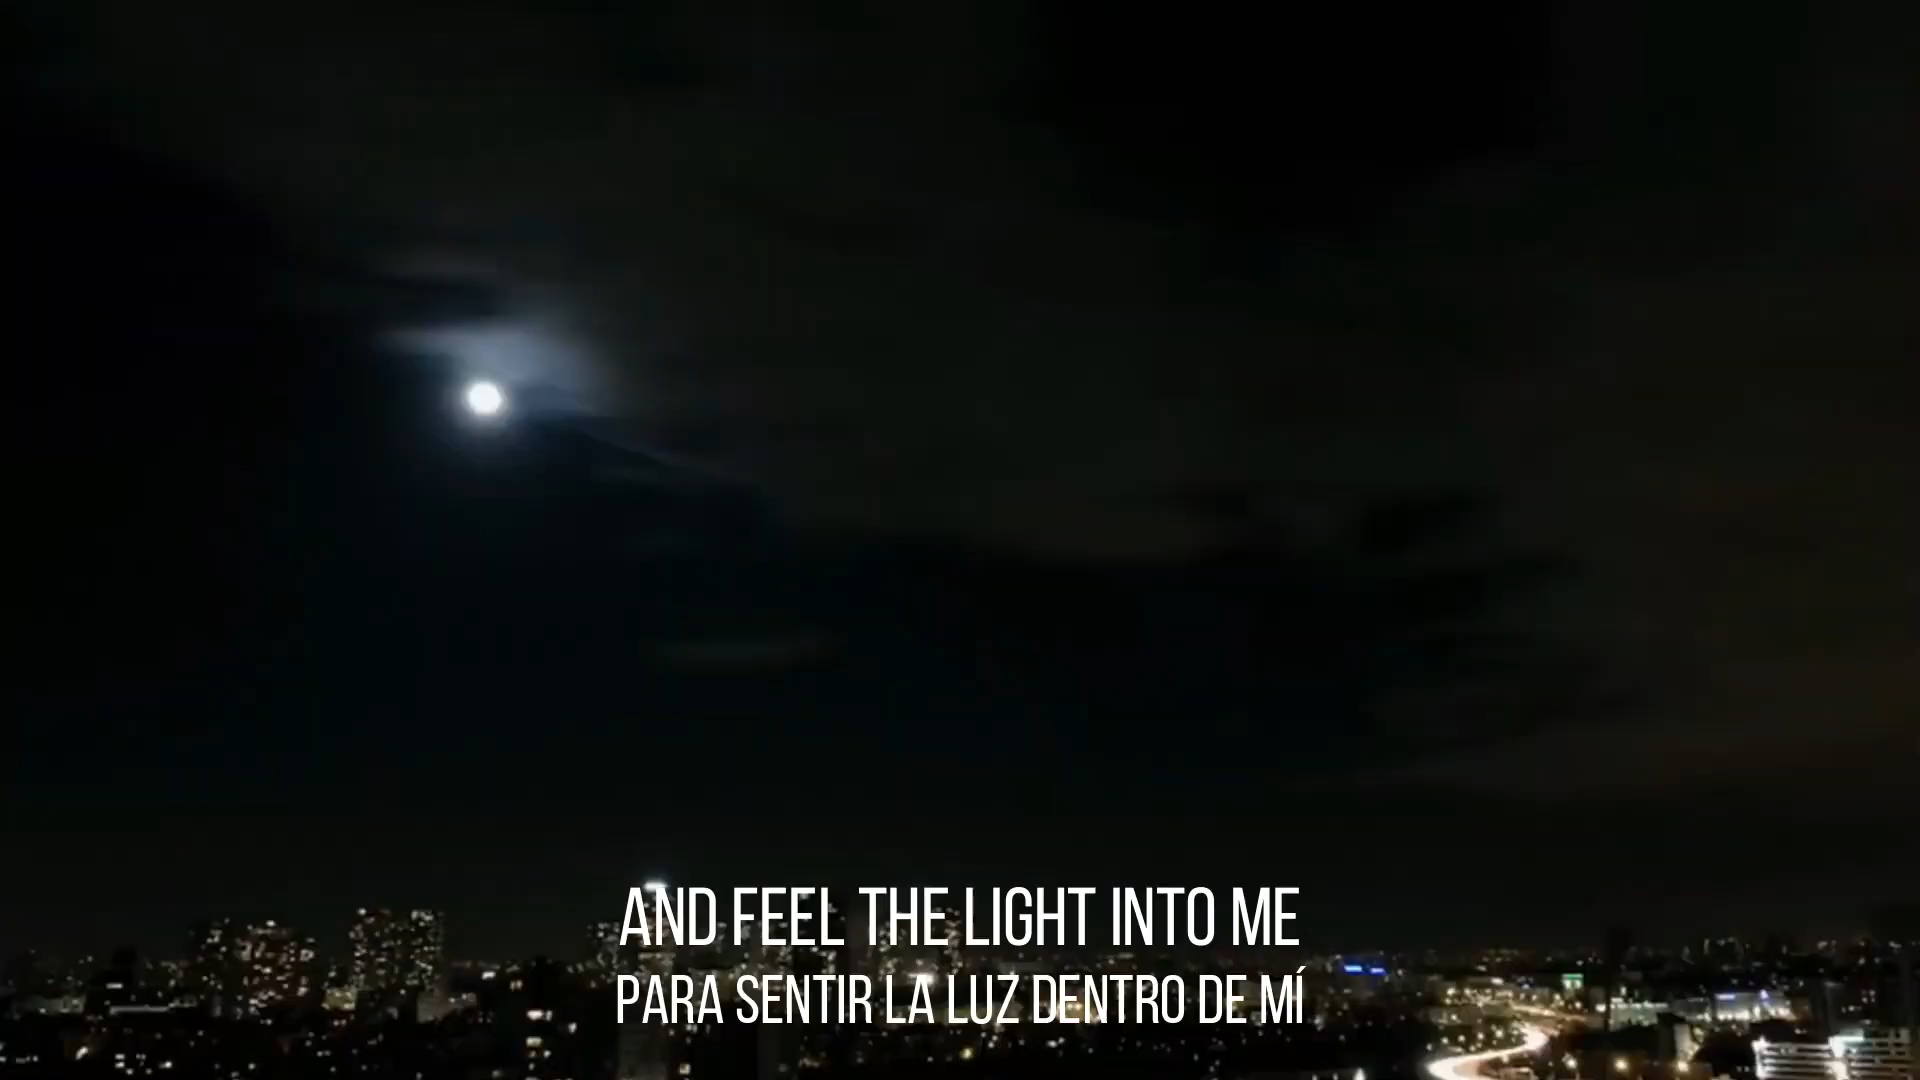 AND FEEL THE LIGHT INTO ME
PARA SENTIR LA LUZ DENTRO DE MÍ